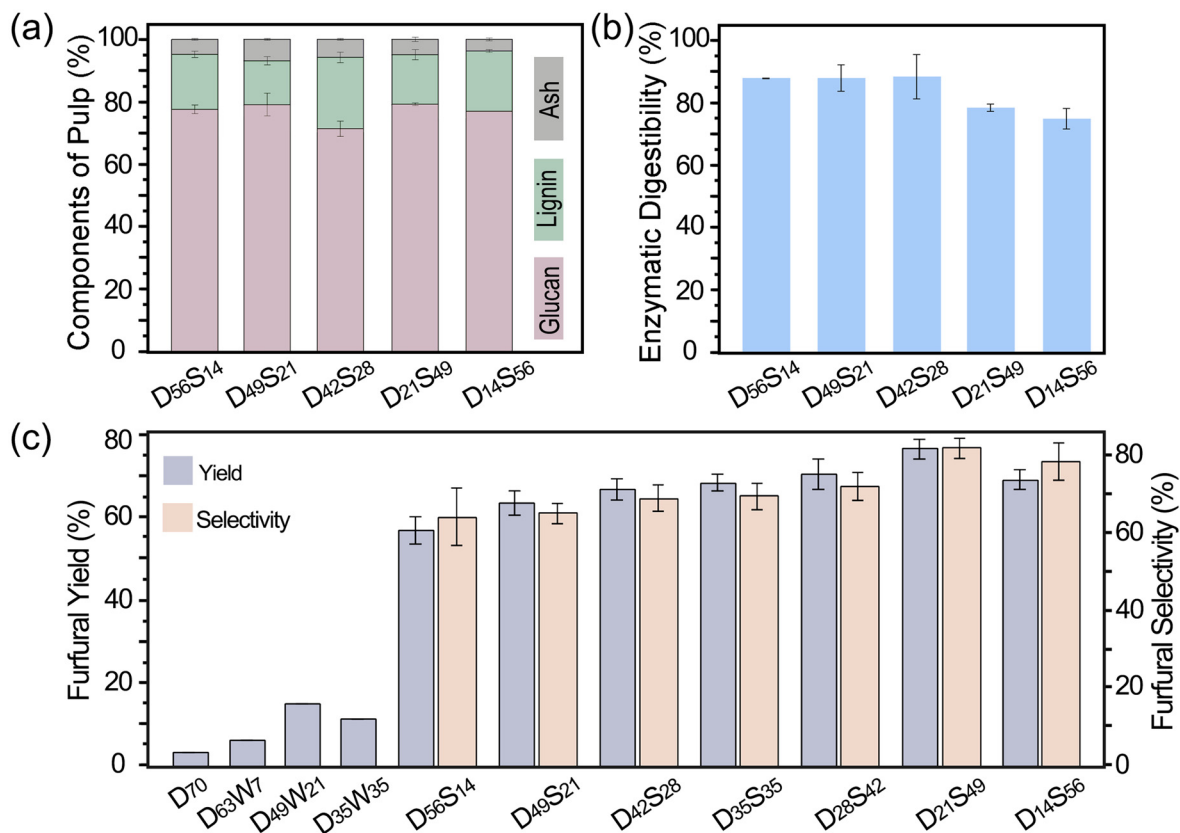 (a)
Components of Pulp (%)
100
80
60
40
20
0
Ash
Lignin
Glucan
D56S14
D49S21
D42S28
D21S49
D14S56
(b)
Enzymatic Digestibility (%)
100
80
60
40
20
0
D56S14
D49S21
D42S28
D21S49
D14S56
(c)
Furfural Yield (%)
80
60
40
20
0
Yield
Selectivity
D70
D63W7
D49W21
D35W35
D56S14
D49S21
D42S28
D35S35
D28S42
D21S49
D14S56
80
60
40
20
0
Furfural Selectivity (%)